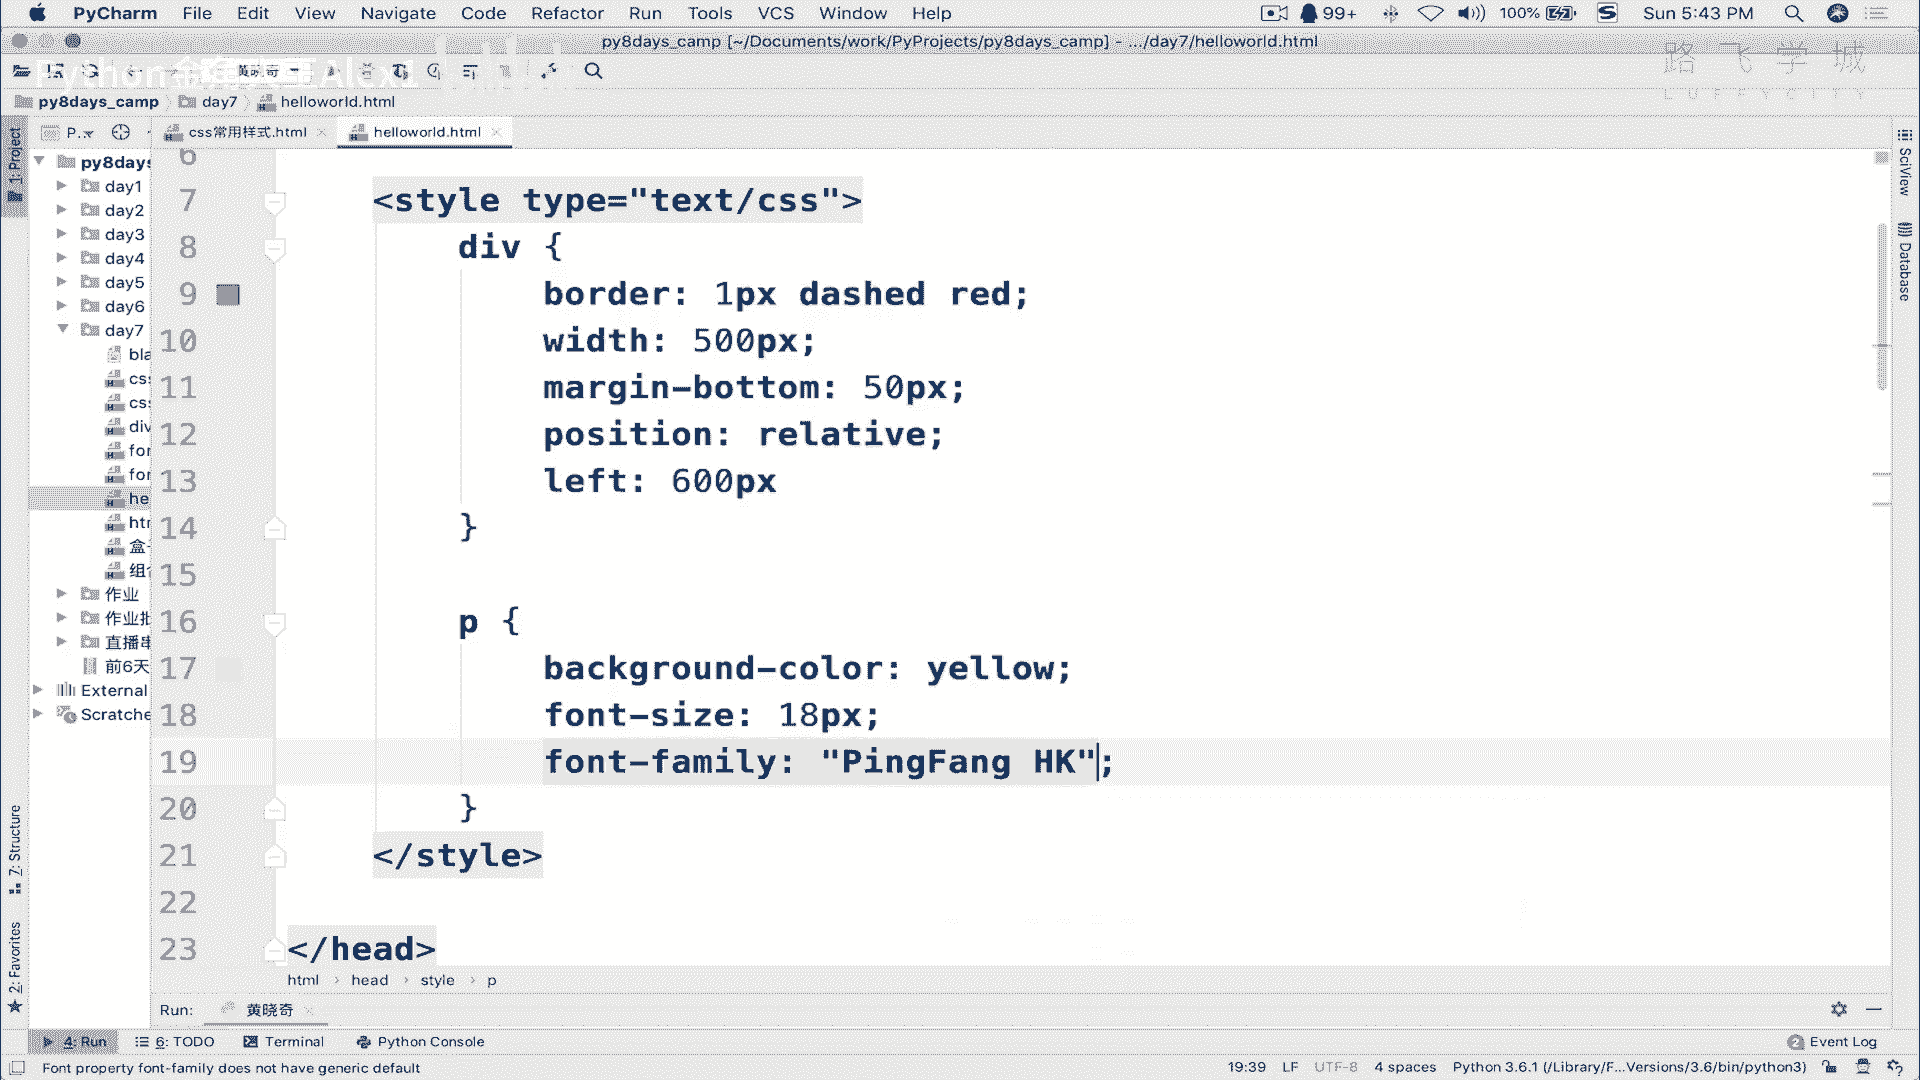 PyCharm File Edit View Navigate Code Refactor Run Tools VCS Window Help 99+ 100% Sun 5:43 PM
py8days_camp [~/Documents/work/PyProjects/py8days_camp] - .../day7/helloworld.html
路飞学城
LUFFYCITY
Python Alex1
黄晓奇
py8days_camp day7 helloworld.html
P.. css常用样式.html helloworld.html
1: Project
py8days
day1
day2
day3
day4
day5
day6
day7
bla
cs
cs
div
for
for
he
htr
盒
组
作业
作业批
直播串
前6天
External
Scratche
6
7 <style type="text/css">
8 div {
9 border: 1px dashed red;
10 width: 500px;
11 margin-bottom: 50px;
12 position: relative;
13 left: 600px
14 }
15
16 p {
17 background-color: yellow;
18 font-size: 18px;
19 font-family: "PingFang HK";
20 }
21 </style>
22
23 </head>
SciView
Database
7: Structure
2: Favorites
html › head › style › p
Run: 黄晓奇
4: Run 6: TODO Terminal Python Console 2 Event Log
Font property font-family does not have generic default 19:39 LF UTF-8 4 spaces Python 3.6.1 (/Library/F...Versions/3.6/bin/python3)